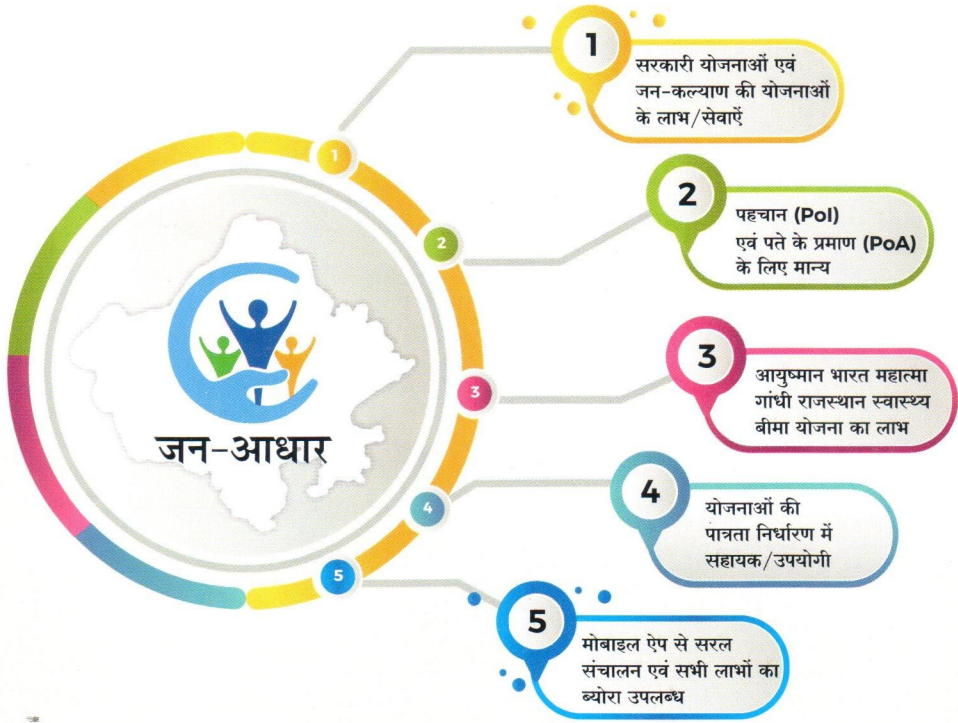 1
सरकारी योजनाओं एवं
जन-कल्याण की योजनाओं
के लाभ/सेवाऐं
1
2
पहचान (PoI)
एवं पते के प्रमाण (PoA)
के लिए मान्य
2
3
आयुष्मान भारत महात्मा
गांधी राजस्थान स्वास्थ्य
बीमा योजना का लाभ
3
जन-आधार
4
योजनाओं की
पात्रता निर्धारण में
सहायक/उपयोगी
4
5
5
मोबाइल ऐप से सरल
संचालन एवं सभी लाभों का
ब्योरा उपलब्ध